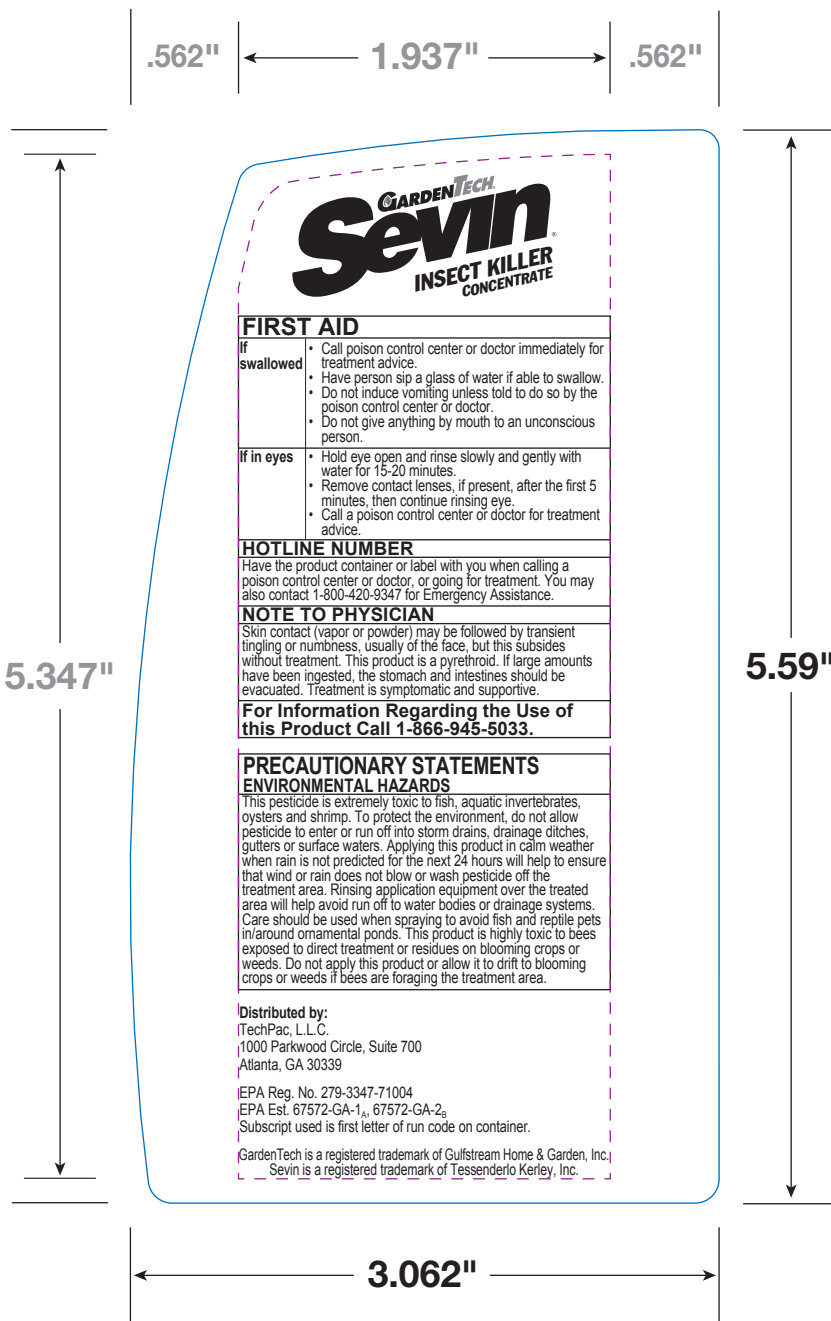 .562" 1.937" .562"
GARDENTECH®
Sevin®
INSECT KILLER
CONCENTRATE
FIRST AID
If swallowed
• Call poison control center or doctor immediately for
treatment advice.
• Have person sip a glass of water if able to swallow.
• Do not induce vomiting unless told to do so by the
poison control center or doctor.
• Do not give anything by mouth to an unconscious
person.
If in eyes
• Hold eye open and rinse slowly and gently with
water for 15-20 minutes.
• Remove contact lenses, if present, after the first 5
minutes, then continue rinsing eye.
• Call a poison control center or doctor for treatment
advice.
HOTLINE NUMBER
Have the product container or label with you when calling a
poison control center or doctor, or going for treatment. You may
also contact 1-800-420-9347 for Emergency Assistance.
NOTE TO PHYSICIAN
Skin contact (vapor or powder) may be followed by transient
tingling or numbness, usually of the face, but this subsides
without treatment. This product is a pyrethroid. If large amounts
have been ingested, the stomach and intestines should be
evacuated. Treatment is symptomatic and supportive.
For Information Regarding the Use of
this Product Call 1-866-945-5033.
5.347"
5.59"
PRECAUTIONARY STATEMENTS
ENVIRONMENTAL HAZARDS
This pesticide is extremely toxic to fish, aquatic invertebrates,
oysters and shrimp. To protect the environment, do not allow
pesticide to enter or run off into storm drains, drainage ditches,
gutters or surface waters. Applying this product in calm weather
when rain is not predicted for the next 24 hours will help to ensure
that wind or rain does not blow or wash pesticide off the
treatment area. Rinsing application equipment over the treated
area will help avoid run off to water bodies or drainage systems.
Care should be used when spraying to avoid fish and reptile pets
in/around ornamental ponds. This product is highly toxic to bees
exposed to direct treatment or residues on blooming crops or
weeds. Do not apply this product or allow it to drift to blooming
crops or weeds if bees are foraging the treatment area.
Distributed by:
TechPac, L.L.C.
1000 Parkwood Circle, Suite 700
Atlanta, GA 30339
EPA Reg. No. 279-3347-71004
EPA Est. 67572-GA-1A, 67572-GA-2B
Subscript used is first letter of run code on container.
GardenTech is a registered trademark of Gulfstream Home & Garden, Inc.
Sevin is a registered trademark of Tessenderlo Kerley, Inc.
3.062"